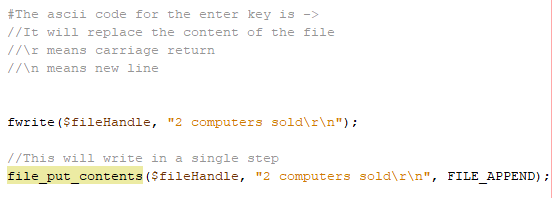 #The ascii code for the enter key is ->
//It will replace the content of the file
//\r means carriage return
//\n means new line
fwrite($fileHandle, "2 computers sold\r\n");
//This will write in a single step
file_put_contents($fileHandle, "2 computers sold\r\n", FILE_APPEND);